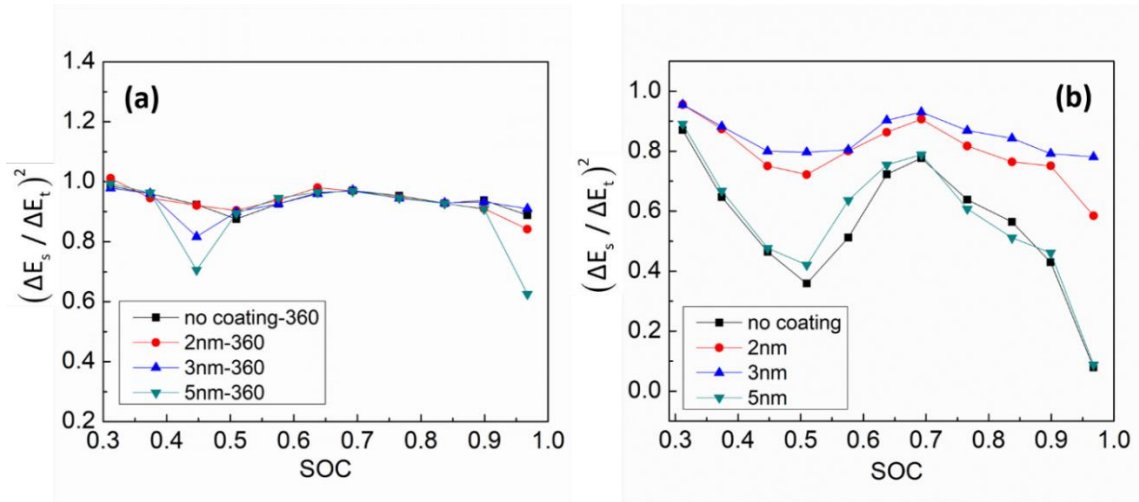 (a)
(ΔEs / ΔEt)²
1.4
1.2
1.0
0.8
0.6
0.4
0.2
no coating-360
2nm-360
3nm-360
5nm-360
0.3 0.4 0.5 0.6 0.7 0.8 0.9 1.0
SOC
(b)
(ΔEs / ΔEt)²
1.0
0.8
0.6
0.4
0.2
0.0
no coating
2nm
3nm
5nm
0.3 0.4 0.5 0.6 0.7 0.8 0.9 1.0
SOC